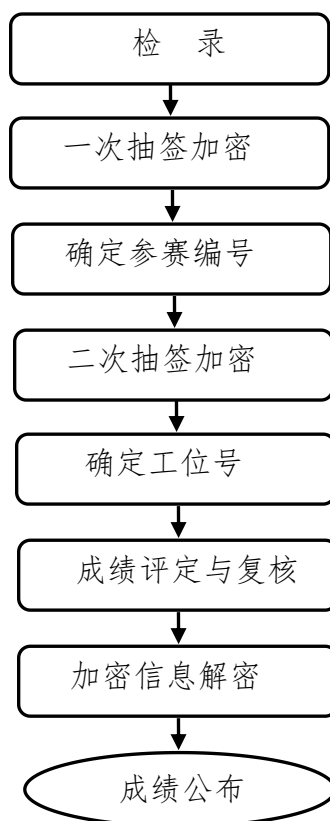 检 录
一次抽签加密
确定参赛编号
二次抽签加密
确定工位号
成绩评定与复核
加密信息解密
成绩公布